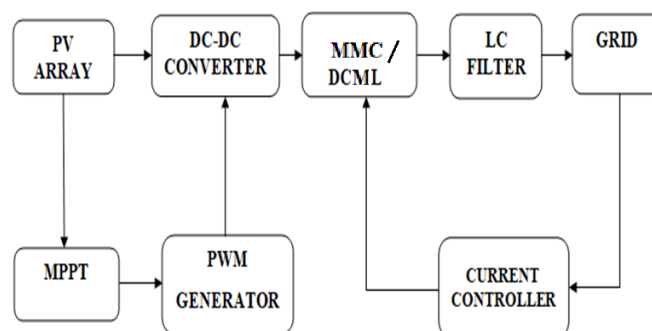 PV
ARRAY
DC-DC
CONVERTER
MMC /
DCML
LC
FILTER
GRID
MPPT
PWM
GENERATOR
CURRENT
CONTROLLER